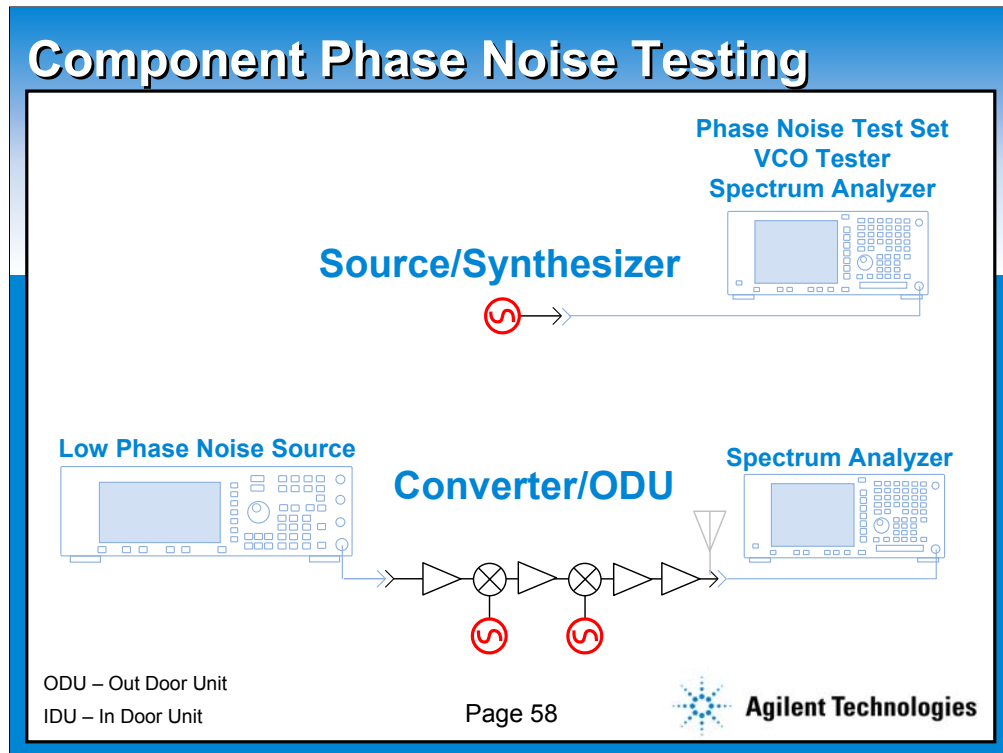 Component Phase Noise Testing
Phase Noise Test Set
VCO Tester
Spectrum Analyzer
Source/Synthesizer
Low Phase Noise Source
Converter/ODU
Spectrum Analyzer
ODU – Out Door Unit
IDU – In Door Unit
Page 58
Agilent Technologies